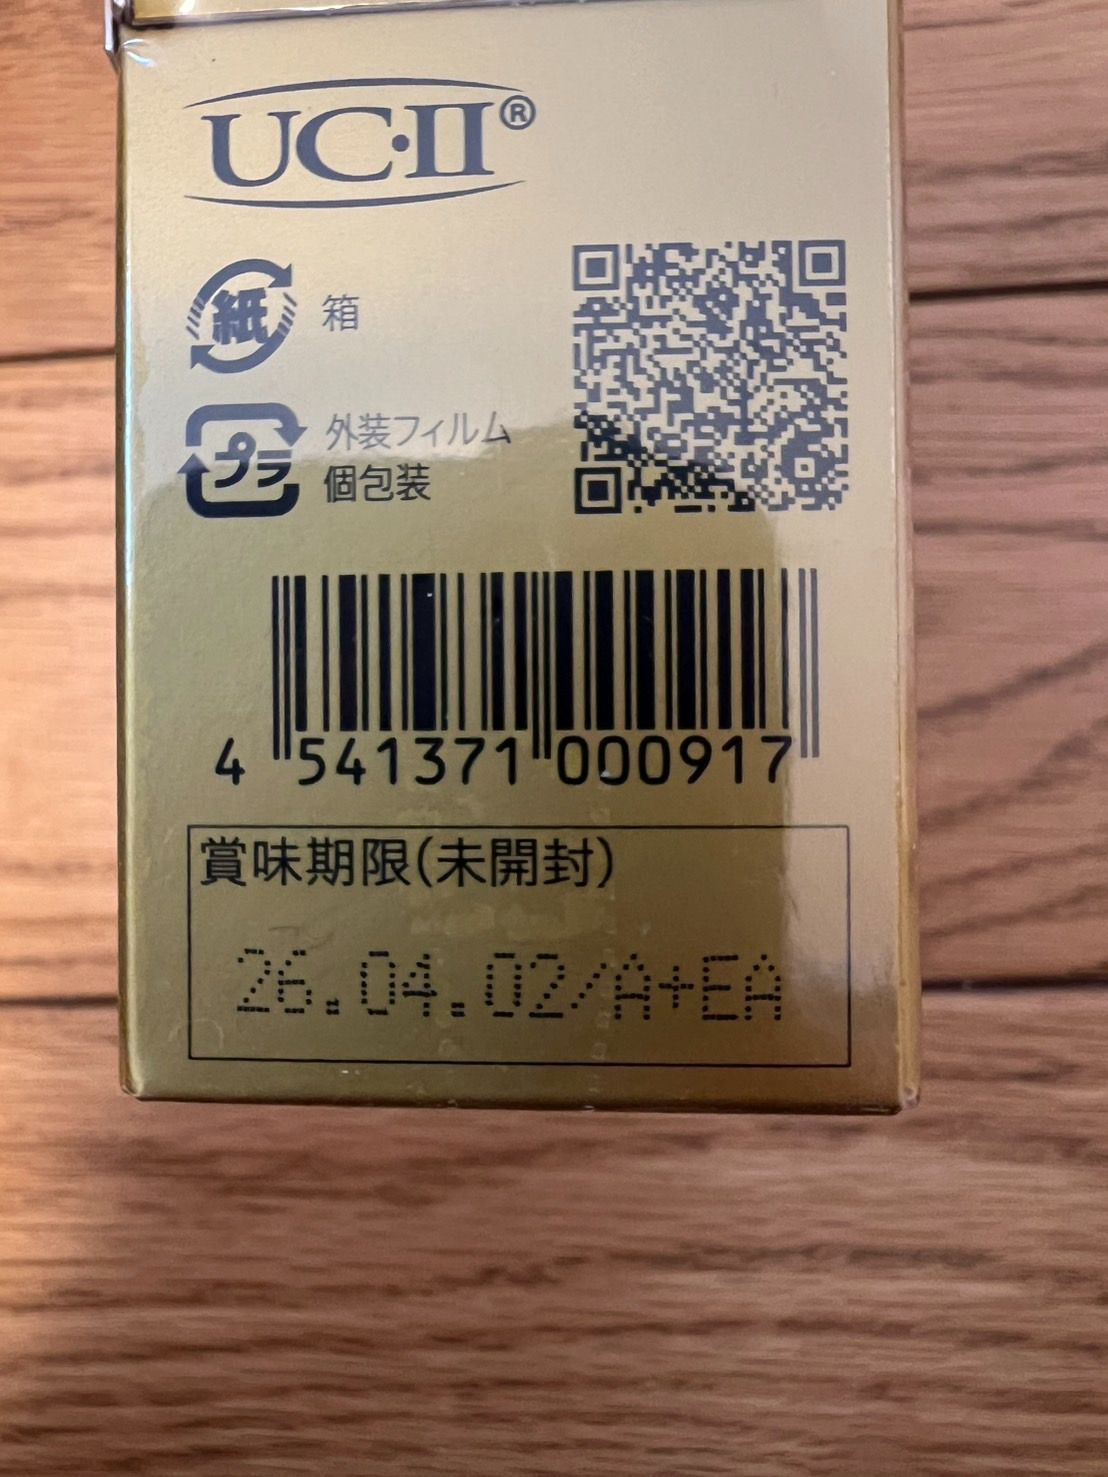 UC·II®
紙 箱
プラ 外装フィルム
個包装
4 541371 000917
賞味期限(未開封)
26.04.02/A+EA